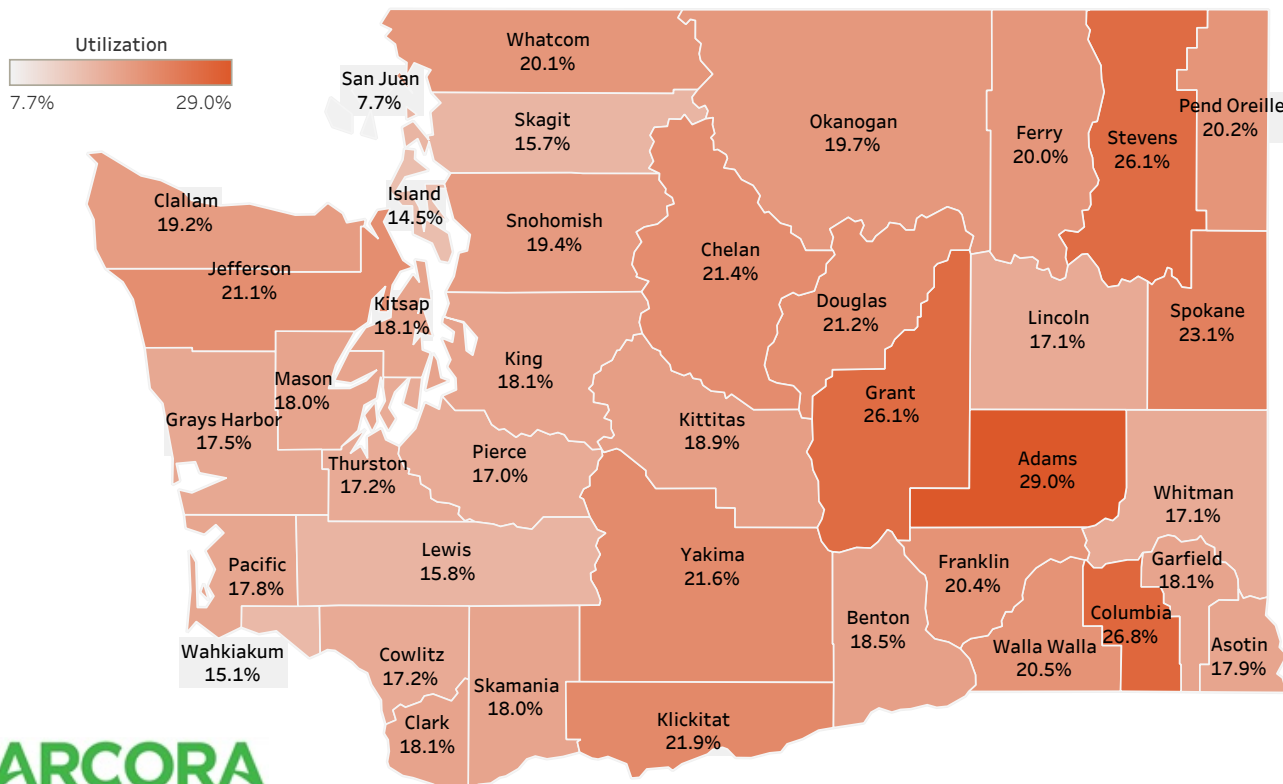 Utilization
7.7%
29.0%
Whatcom
20.1%
San Juan
7.7%
Skagit
15.7%
Okanogan
19.7%
Ferry
20.0%
Stevens
26.1%
Pend Oreille
20.2%
Clallam
19.2%
Island
14.5%
Snohomish
19.4%
Chelan
21.4%
Jefferson
21.1%
Kitsap
18.1%
Douglas
21.2%
Lincoln
17.1%
Spokane
23.1%
King
18.1%
Mason
18.0%
Grant
26.1%
Grays Harbor
17.5%
Kittitas
18.9%
Pierce
17.0%
Thurston
17.2%
Adams
29.0%
Whitman
17.1%
Lewis
15.8%
Yakima
21.6%
Pacific
17.8%
Franklin
20.4%
Garfield
18.1%
Benton
18.5%
Columbia
26.8%
Wahkiakum
15.1%
Cowlitz
17.2%
Walla Walla
20.5%
Asotin
17.9%
Skamania
18.0%
Clark
18.1%
Klickitat
21.9%
ARCORA